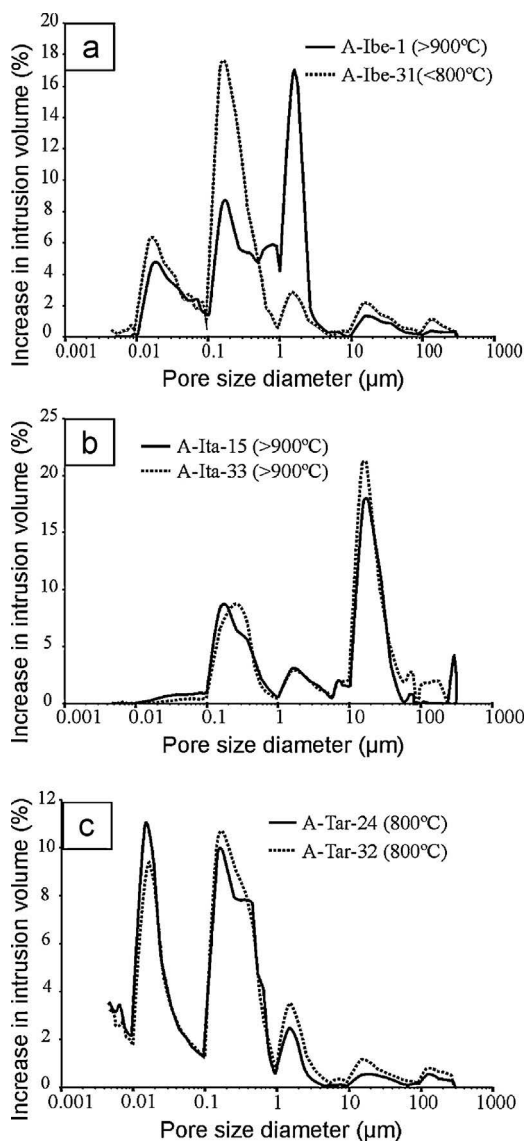 a
A-Ibe-1 (>900ºC)
A-Ibe-31(<800ºC)
Increase in intrusion volume (%)
20
18
16
14
12
10
8
6
4
2
0
0.001 0.01 0.1 1 10 100 1000
Pore size diameter (µm)
b
A-Ita-15 (>900ºC)
A-Ita-33 (>900ºC)
Increase in intrusion volume (%)
25
20
15
10
5
0
0.001 0.01 0.1 1 10 100 1000
Pore size diameter (µm)
c
A-Tar-24 (800ºC)
A-Tar-32 (800ºC)
Increase in intrusion volume (%)
12
10
8
6
4
2
0
0.001 0.01 0.1 1 10 100 1000
Pore size diameter (µm)